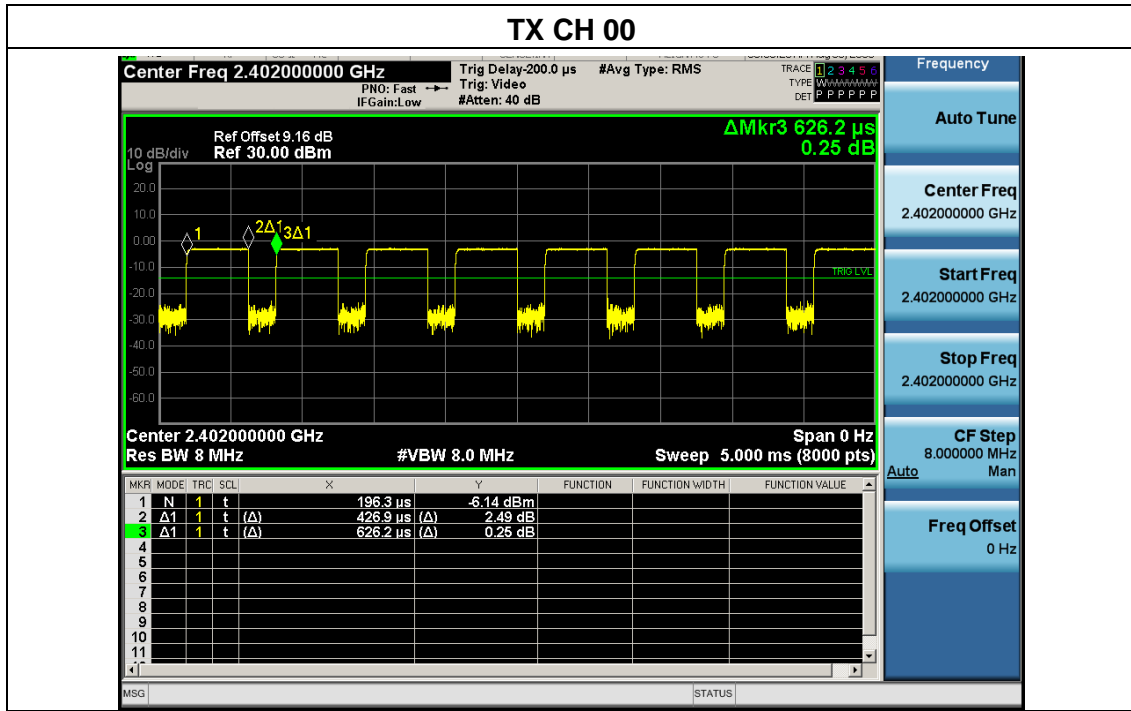 TX CH 00
Center Freq 2.402000000 GHz
PNO: Fast
IFGain:Low
Trig Delay-200.0 µs
Trig: Video
#Atten: 40 dB
#Avg Type: RMS
TRACE 1 2 3 4 5 6
TYPE WWWWWW
DET P P P P P P
Frequency
Auto Tune
Center Freq
2.402000000 GHz
Start Freq
2.402000000 GHz
Stop Freq
2.402000000 GHz
CF Step
8.000000 MHz
Auto Man
Freq Offset
0 Hz
ΔMkr3 626.2 µs
0.25 dB
Ref Offset 9.16 dB
10 dB/div Ref 30.00 dBm
Log
20.0
10.0
0.00
-10.0
-20.0
-30.0
-40.0
-50.0
-60.0
1
2Δ1
3Δ1
TRIG LVL
Center 2.402000000 GHz Span 0 Hz
Res BW 8 MHz #VBW 8.0 MHz Sweep 5.000 ms (8000 pts)
MKR MODE TRC SCL X Y FUNCTION FUNCTION WIDTH FUNCTION VALUE
1 N 1 t 196.3 µs -6.14 dBm
2 Δ1 1 t (Δ) 426.9 µs (Δ) 2.49 dB
3 Δ1 1 t (Δ) 626.2 µs (Δ) 0.25 dB
4
5
6
7
8
9
10
11
MSG STATUS